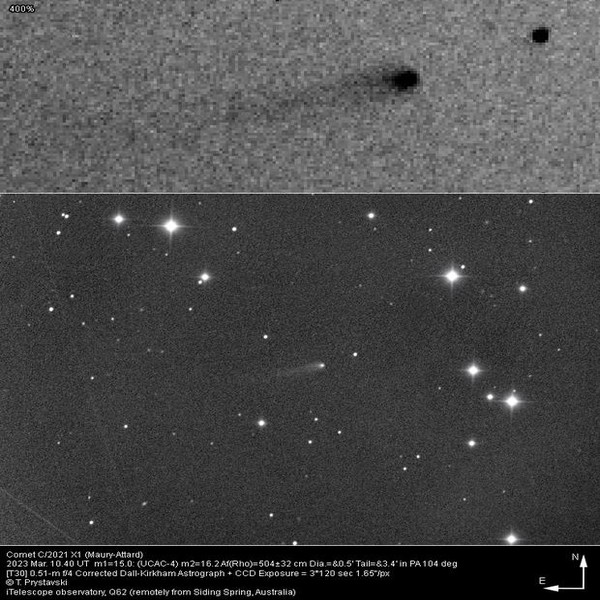 400%
Comet C/2021 X1 (Maury-Attard)
2023 Mar. 10.40 UT m1=15.0: (UCAC-4) m2=16.2 Af(Rho)=504±32 cm Dia.=&0.5' Tail=&3.4' in PA 104 deg
[T30] 0.51-m f/4 Corrected Dall-Kirkham Astrograph + CCD Exposure = 3*120 sec 1.65"/px
© T. Prystavski
iTelescope observatory, Q62 (remotely from Siding Spring, Australia)
N
E